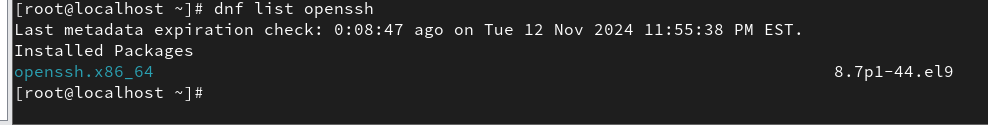 [root@localhost ~]# dnf list openssh
Last metadata expiration check: 0:08:47 ago on Tue 12 Nov 2024 11:55:38 PM EST.
Installed Packages
openssh.x86_64 8.7p1-44.el9
[root@localhost ~]#